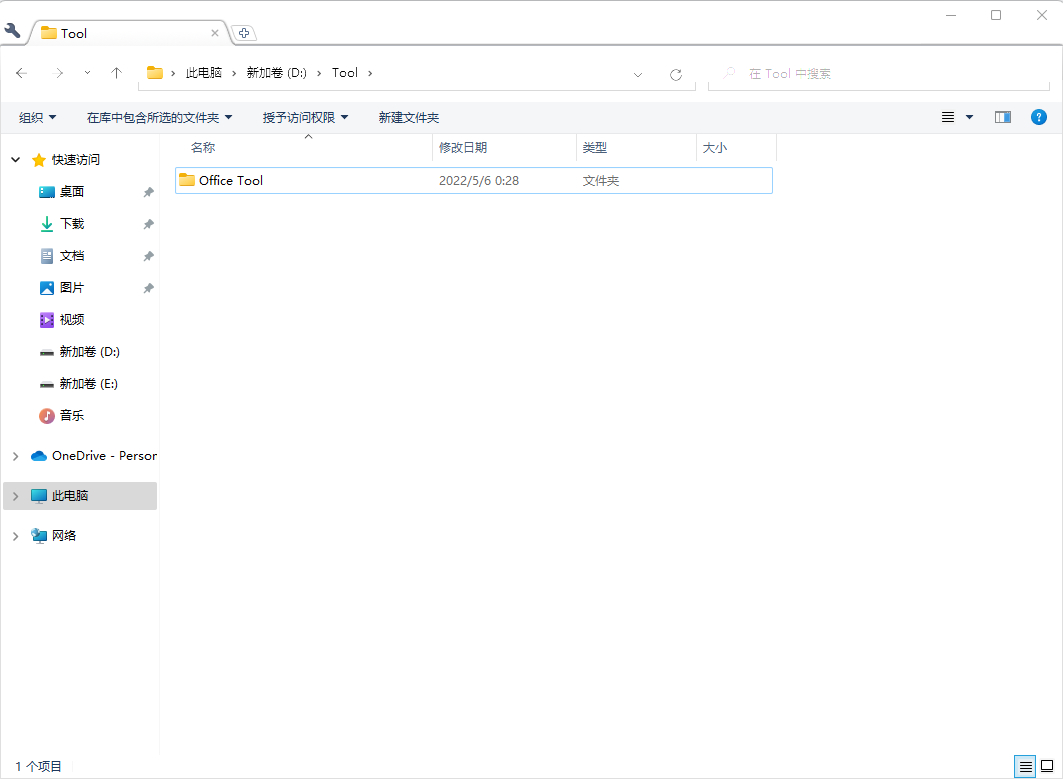 Tool
此电脑 新加卷 (D:) Tool
在 Tool 中搜索
组织 在库中包含所选的文件夹 授予访问权限 新建文件夹
名称 修改日期 类型 大小
Office Tool 2022/5/6 0:28 文件夹
快速访问
桌面
下载
文档
图片
视频
新加卷 (D:)
新加卷 (E:)
音乐
OneDrive - Person
此电脑
网络
1 个项目